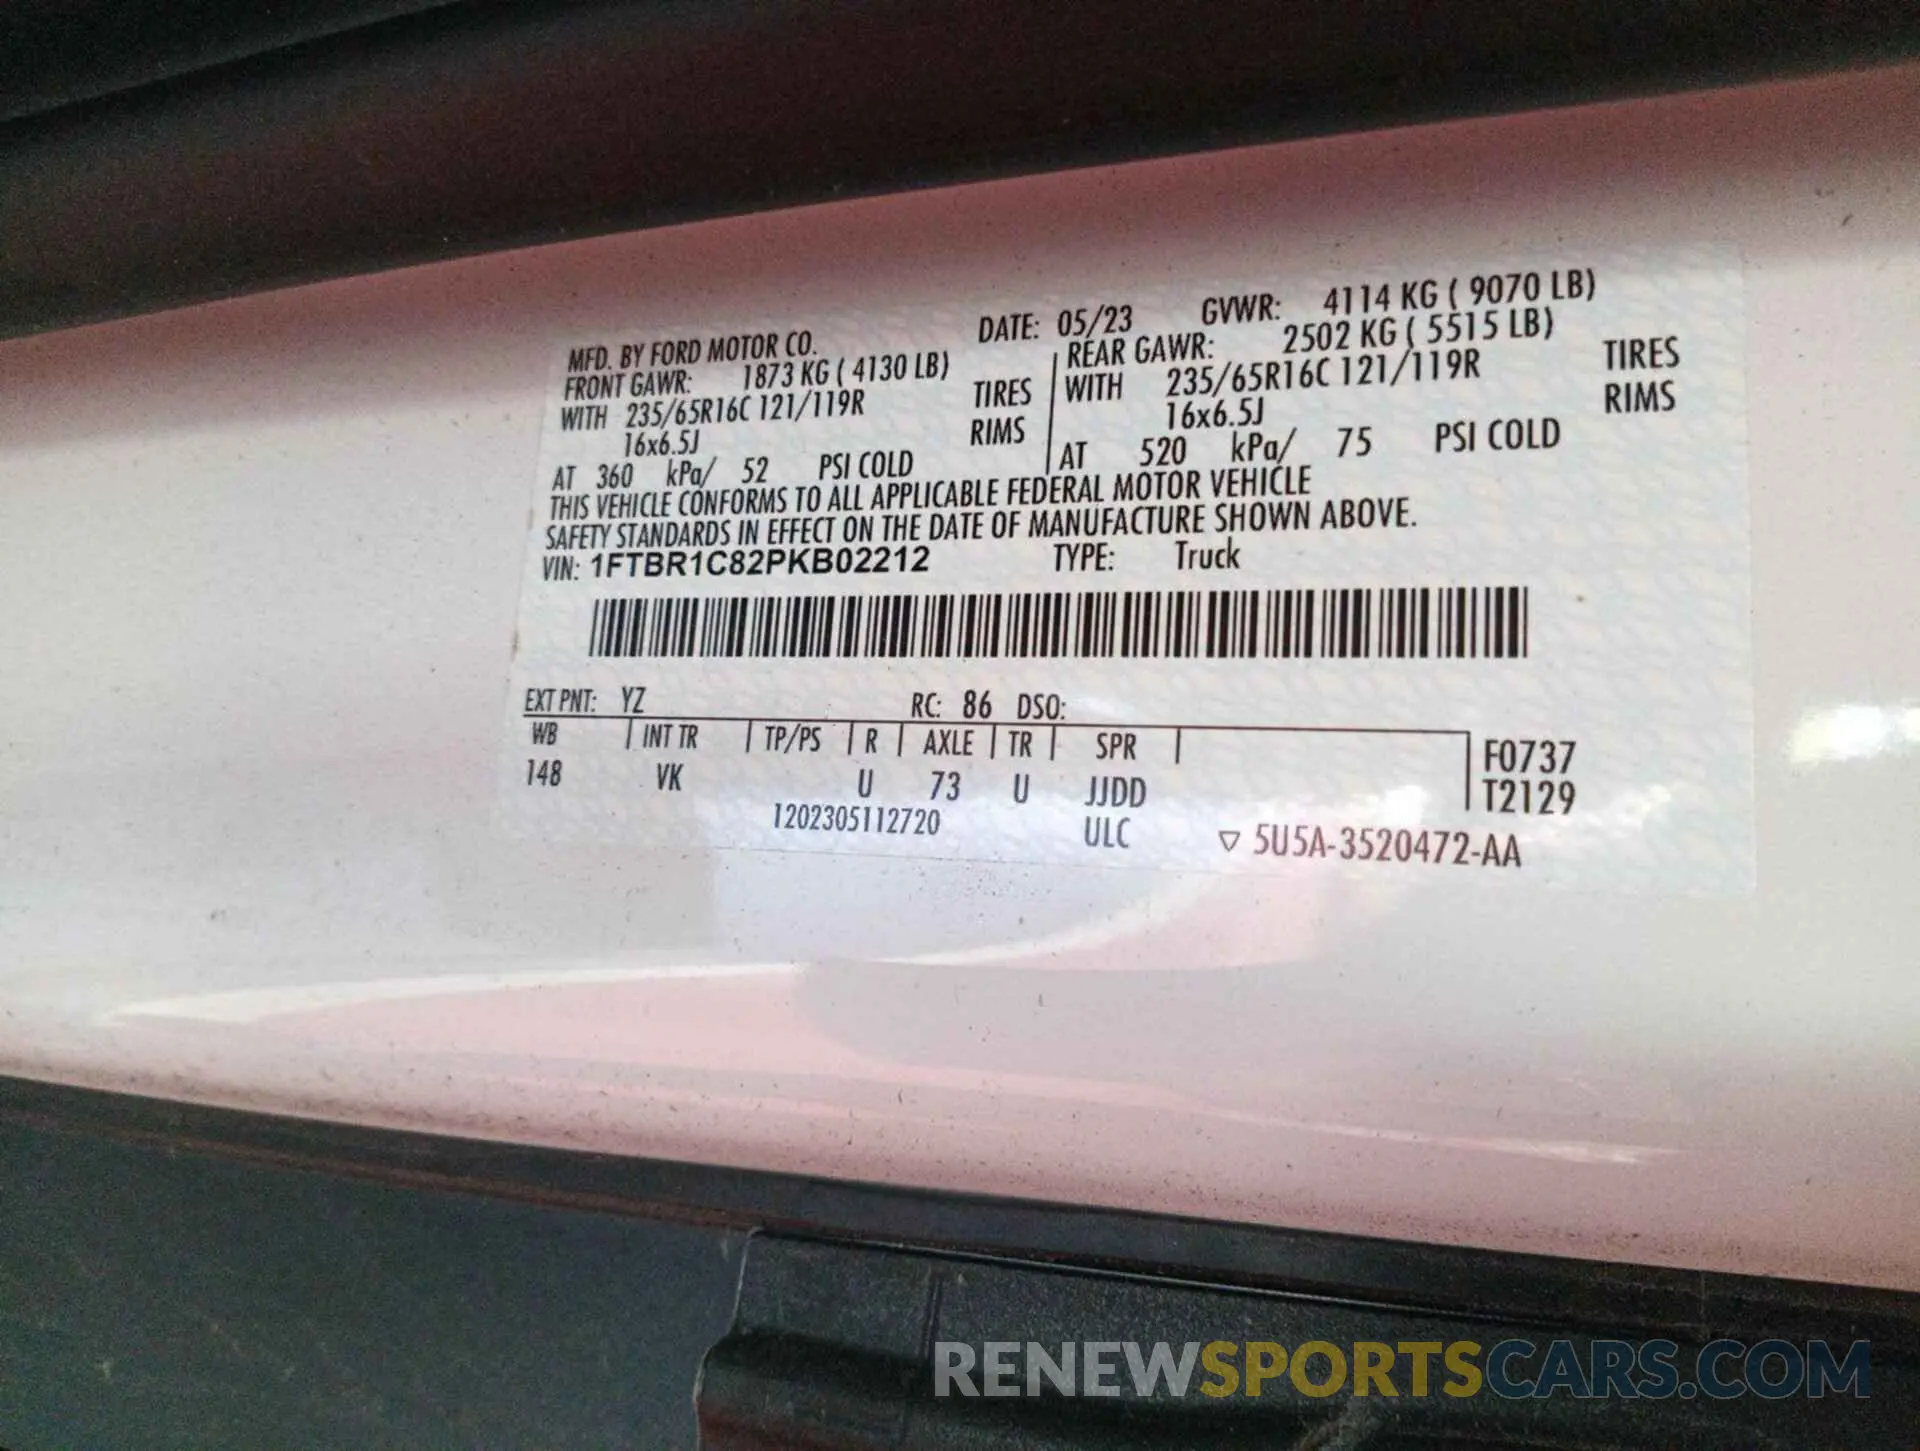 MFD. BY FORD MOTOR CO. DATE: 05/23 GVWR: 4114 KG ( 9070 LB)
FRONT GAWR: 1873 KG ( 4130 LB) REAR GAWR: 2502 KG ( 5515 LB)
WITH 235/65R16C 121/119R TIRES WITH 235/65R16C 121/119R TIRES
16x6.5J RIMS 16x6.5J RIMS
AT 360 kPa/ 52 PSI COLD AT 520 kPa/ 75 PSI COLD
THIS VEHICLE CONFORMS TO ALL APPLICABLE FEDERAL MOTOR VEHICLE
SAFETY STANDARDS IN EFFECT ON THE DATE OF MANUFACTURE SHOWN ABOVE.
VIN: 1FTBR1C82PKB02212 TYPE: Truck
EXT PNT: YZ RC: 86 DSO:
WB INT TR TP/PS R AXLE TR SPR F0737
148 VK U 73 U JJDD T2129
1202305112720 ULC ▽ 5U5A-3520472-AA
RENEWSPORTSCARS.COM